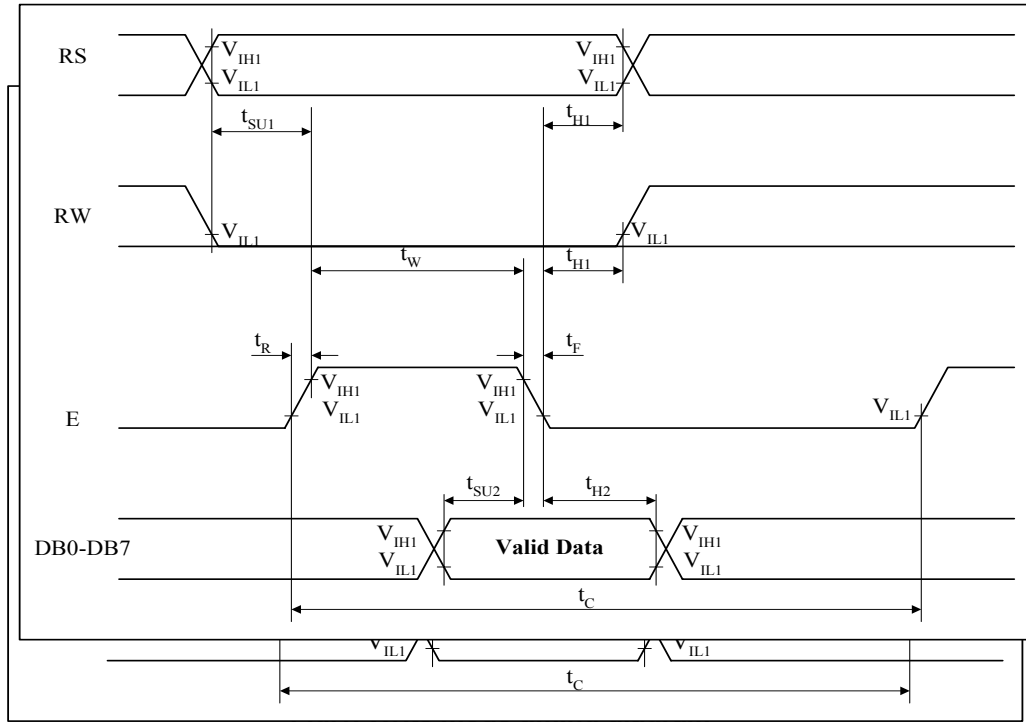 RS
V_IH1
V_IL1
V_IH1
V_IL1
t_SU1
t_H1
RW
V_IL1
V_IL1
t_W
t_H1
t_R
t_F
E
V_IH1
V_IL1
V_IH1
V_IL1
V_IL1
t_SU2
t_H2
DB0-DB7
V_IH1
V_IL1
Valid Data
V_IH1
V_IL1
t_C
V_IL1
V_IL1
t_C